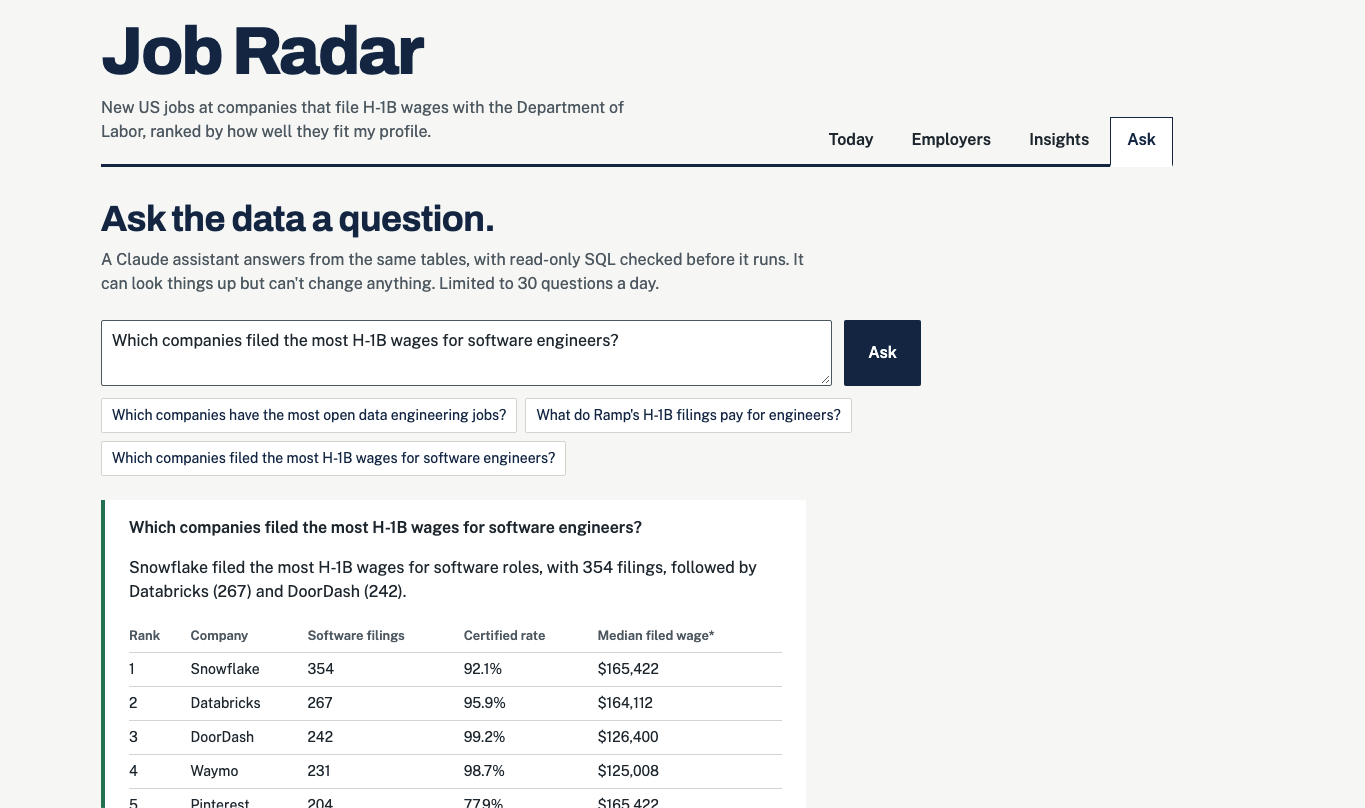 Job Radar
New US jobs at companies that file H-1B wages with the Department of
Labor, ranked by how well they fit my profile.
Today Employers Insights Ask
Ask the data a question.
A Claude assistant answers from the same tables, with read-only SQL checked before it runs. It
can look things up but can't change anything. Limited to 30 questions a day.
Which companies filed the most H-1B wages for software engineers?
Ask
Which companies have the most open data engineering jobs?
What do Ramp's H-1B filings pay for engineers?
Which companies filed the most H-1B wages for software engineers?
Which companies filed the most H-1B wages for software engineers?
Snowflake filed the most H-1B wages for software roles, with 354 filings, followed by
Databricks (267) and DoorDash (242).
Rank Company Software filings Certified rate Median filed wage*
1 Snowflake 354 92.1% $165,422
2 Databricks 267 95.9% $164,112
3 DoorDash 242 99.2% $126,400
4 Waymo 231 98.7% $125,008
5 Pinterest 204 77.9% $165,422